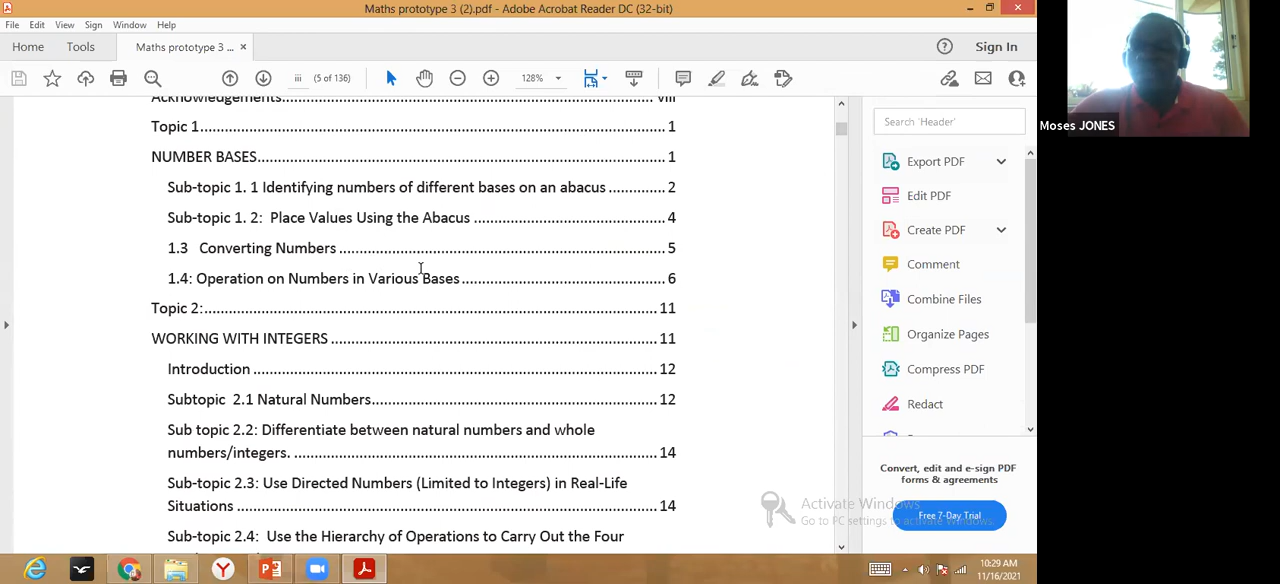 Maths prototype 3 (2).pdf - Adobe Acrobat Reader DC (32-bit)
File Edit View Sign Window Help
Home Tools Maths prototype 3 ... × Sign In
iii (5 of 136) 128%
Acknowledgements.......... viii
Topic 1.......... 1
NUMBER BASES.......... 1
Sub-topic 1. 1 Identifying numbers of different bases on an abacus .......... 2
Sub-topic 1. 2: Place Values Using the Abacus .......... 4
1.3 Converting Numbers .......... 5
1.4: Operation on Numbers in Various Bases.......... 6
Topic 2:.......... 11
WORKING WITH INTEGERS .......... 11
Introduction .......... 12
Subtopic 2.1 Natural Numbers.......... 12
Sub topic 2.2: Differentiate between natural numbers and whole
numbers/integers. .......... 14
Sub-topic 2.3: Use Directed Numbers (Limited to Integers) in Real-Life
Situations .......... 14
Sub-topic 2.4: Use the Hierarchy of Operations to Carry Out the Four
Search 'Header'
Export PDF
Edit PDF
Create PDF
Comment
Combine Files
Organize Pages
Compress PDF
Redact
Convert, edit and e-sign PDF
forms & agreements
Free 7-Day Trial
Activate Windows
Go to PC settings to activate Windows.
Moses JONES
10:29 AM
11/16/2021